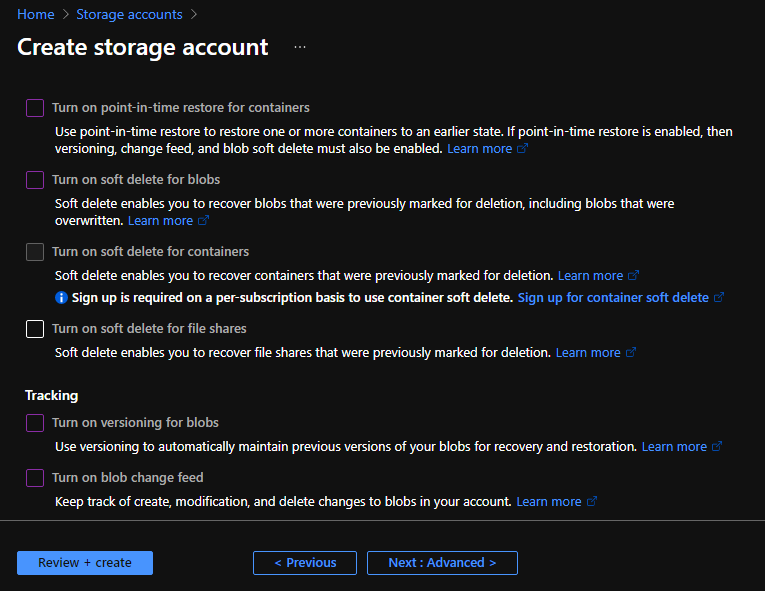 Home > Storage accounts >
Create storage account ...
Turn on point-in-time restore for containers
Use point-in-time restore to restore one or more containers to an earlier state. If point-in-time restore is enabled, then
versioning, change feed, and blob soft delete must also be enabled. Learn more
Turn on soft delete for blobs
Soft delete enables you to recover blobs that were previously marked for deletion, including blobs that were
overwritten. Learn more
Turn on soft delete for containers
Soft delete enables you to recover containers that were previously marked for deletion. Learn more
Sign up is required on a per-subscription basis to use container soft delete. Sign up for container soft delete
Turn on soft delete for file shares
Soft delete enables you to recover file shares that were previously marked for deletion. Learn more
Tracking
Turn on versioning for blobs
Use versioning to automatically maintain previous versions of your blobs for recovery and restoration. Learn more
Turn on blob change feed
Keep track of create, modification, and delete changes to blobs in your account. Learn more
Review + create < Previous Next : Advanced >